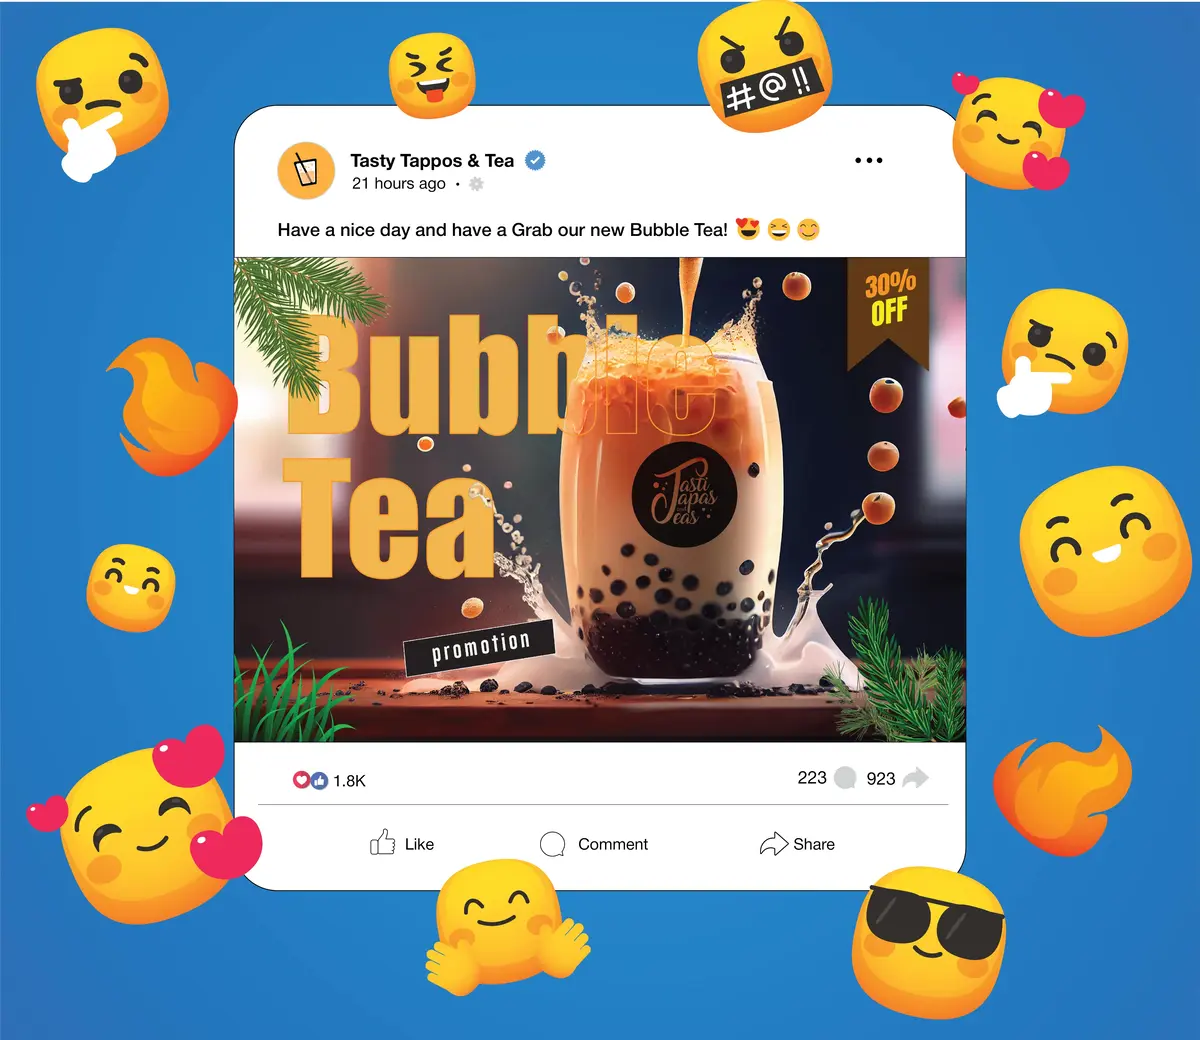 #@!!
Tasty Tappos & Tea
21 hours ago
Have a nice day and have a Grab our new Bubble Tea!
30%
OFF
Bubble
Tea
Tasti
Tapas
and
Teas
promotion
1.8K
223 923
Like Comment Share